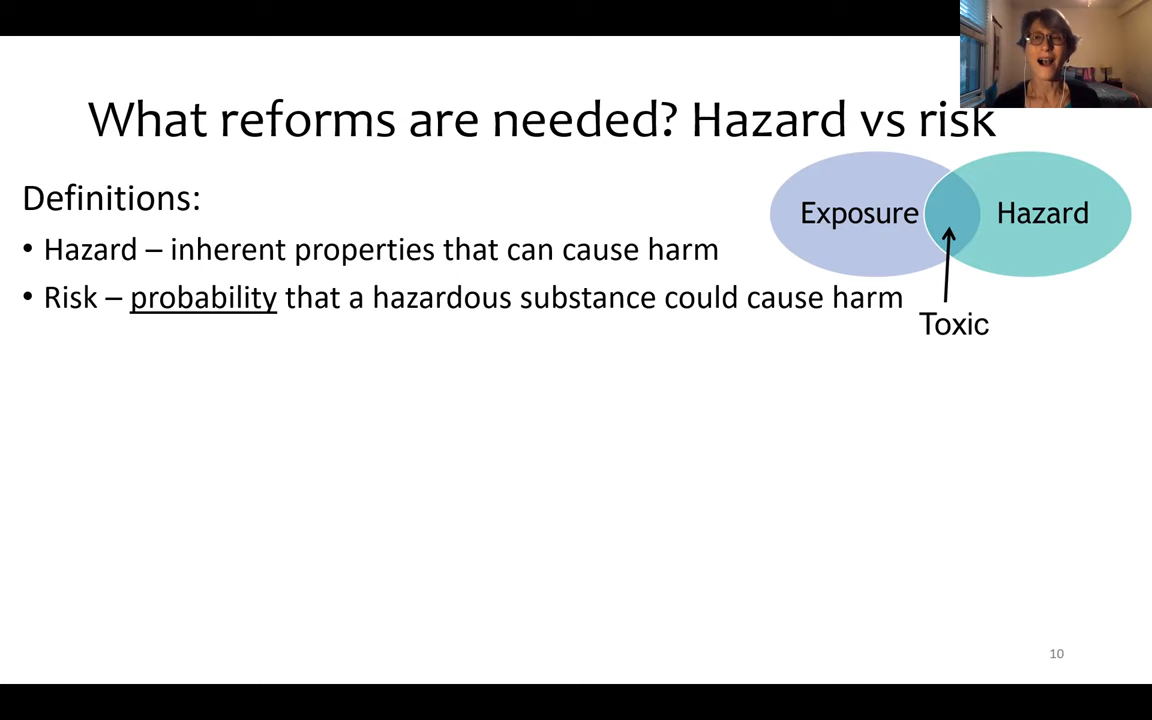 What reforms are needed? Hazard vs risk
Definitions:
• Hazard – inherent properties that can cause harm
• Risk – probability that a hazardous substance could cause harm
Exposure
Hazard
Toxic
10